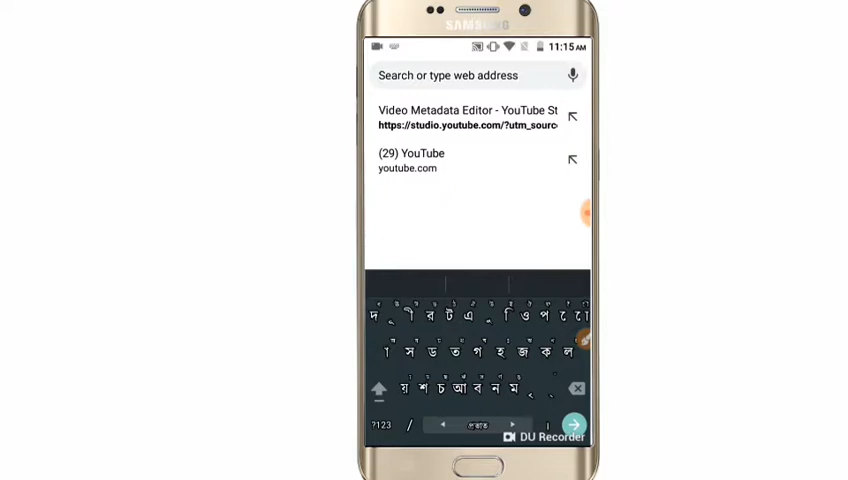 SAMSUNG
11:15 AM
Search or type web address
Video Metadata Editor - YouTube St
https://studio.youtube.com/?utm_sourc
(29) YouTube
youtube.com
দ ূ ী র ট এ ু ি ও প ে ো
া স ড ত গ হ জ ক ল
য় শ চ আ ব ন ম ,
?123 / প্রভাত ।
DU Recorder